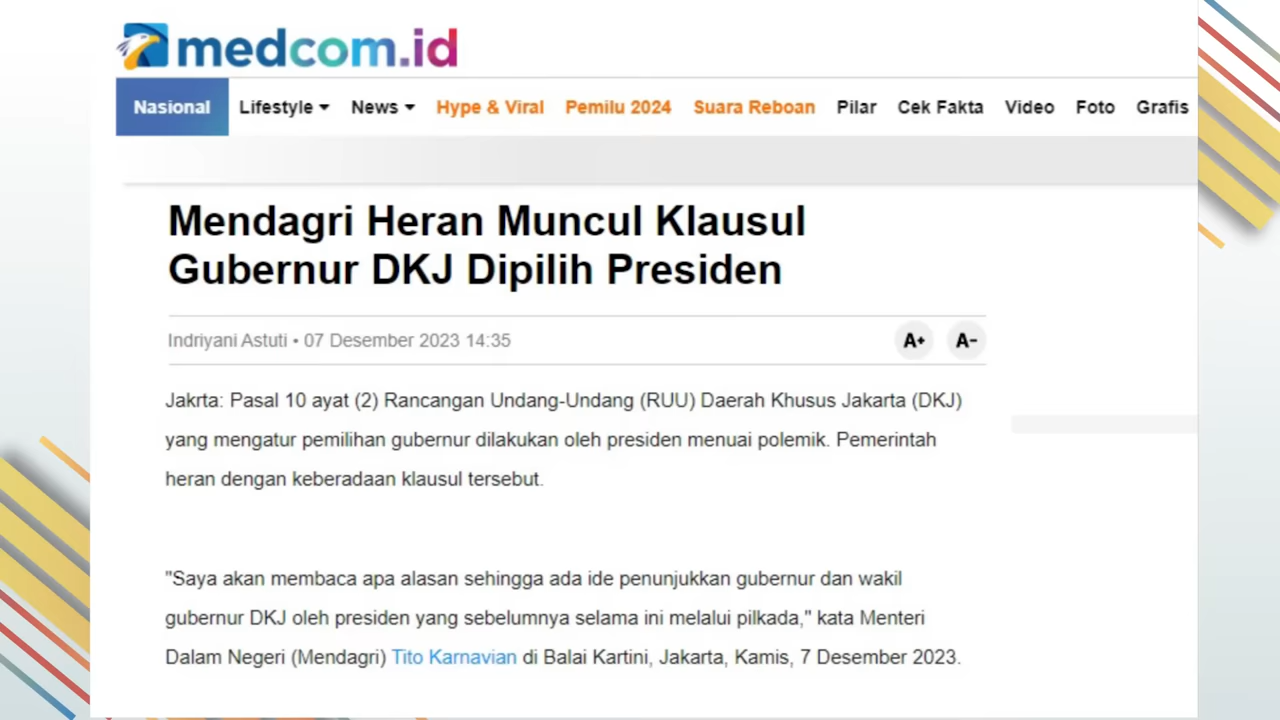 medcom.id
Nasional Lifestyle News Hype & Viral Pemilu 2024 Suara Reboan Pilar Cek Fakta Video Foto Grafis
Mendagri Heran Muncul Klausul
Gubernur DKJ Dipilih Presiden
Indriyani Astuti • 07 Desember 2023 14:35
A+ A-
Jakrta: Pasal 10 ayat (2) Rancangan Undang-Undang (RUU) Daerah Khusus Jakarta (DKJ)
yang mengatur pemilihan gubernur dilakukan oleh presiden menuai polemik. Pemerintah
heran dengan keberadaan klausul tersebut.
"Saya akan membaca apa alasan sehingga ada ide penunjukkan gubernur dan wakil
gubernur DKJ oleh presiden yang sebelumnya selama ini melalui pilkada," kata Menteri
Dalam Negeri (Mendagri) Tito Karnavian di Balai Kartini, Jakarta, Kamis, 7 Desember 2023.